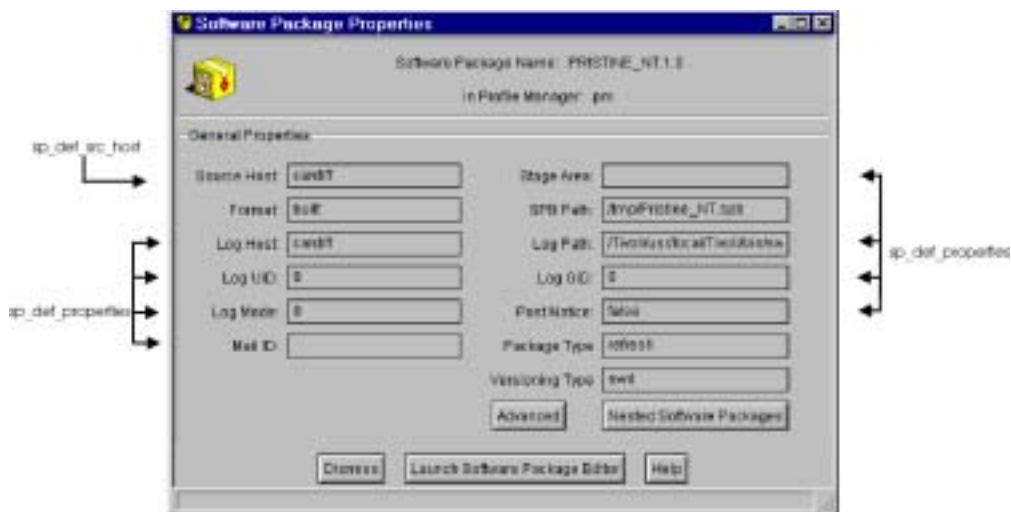 Software Package Properties
Software Package Name: PRISTINE_NT.1.0
in Profile Manager: pm
General Properties
sp_def_src_host
Source Host: cardiff
Stage Area:
Format: built
SPB Path: /tmp/Pristine_NT.spb
Log Host: cardiff
Log Path:
sp_def_properties
Log UID: 0
Log GID: 0
sp_def_properties
Log Mode: 0
Post Notice: false
Mail ID:
Package Type: refresh
Versioning Type: swd
Advanced
Nested Software Packages
Dismiss
Launch Software Package Editor
Help